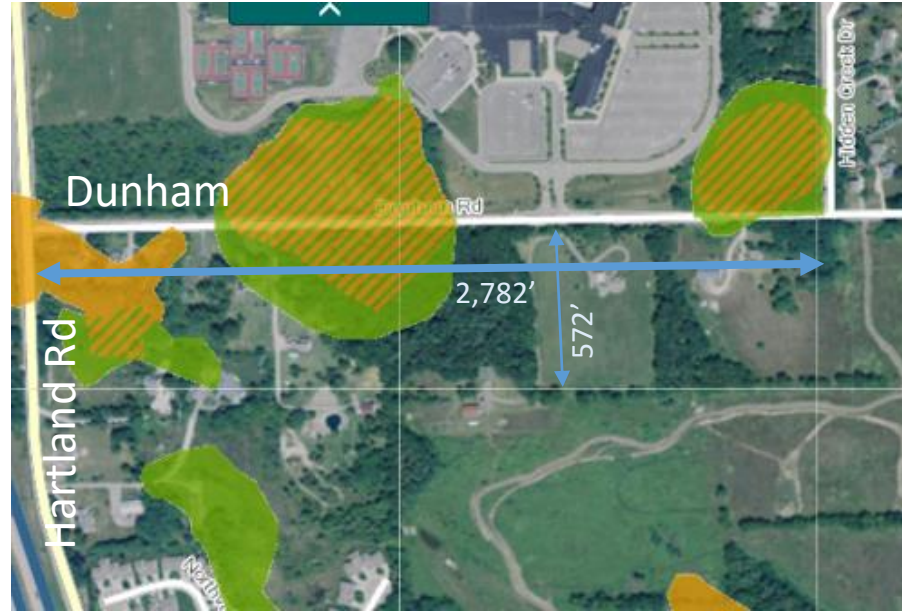 Hidden Creek Dr
Dunham
Rd
2,782’
572’
Hartland Rd